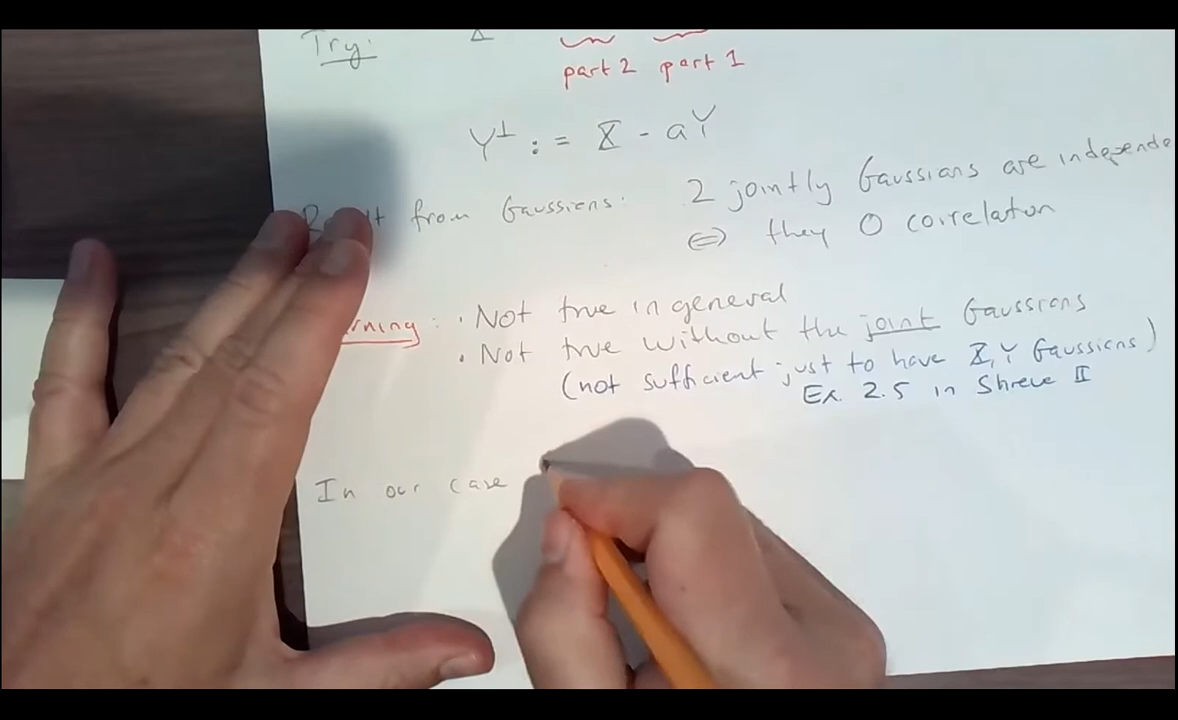 Try:
part 2 part 1
Y⊥ := X - aY
from Gaussians: 2 jointly Gaussians are independe
⇔ they 0 correlation
rning: · Not true in general
· Not true without the joint Gaussians
(not sufficient just to have X, Y Gaussians)
Ex. 2.5 in Shreve II
In our case